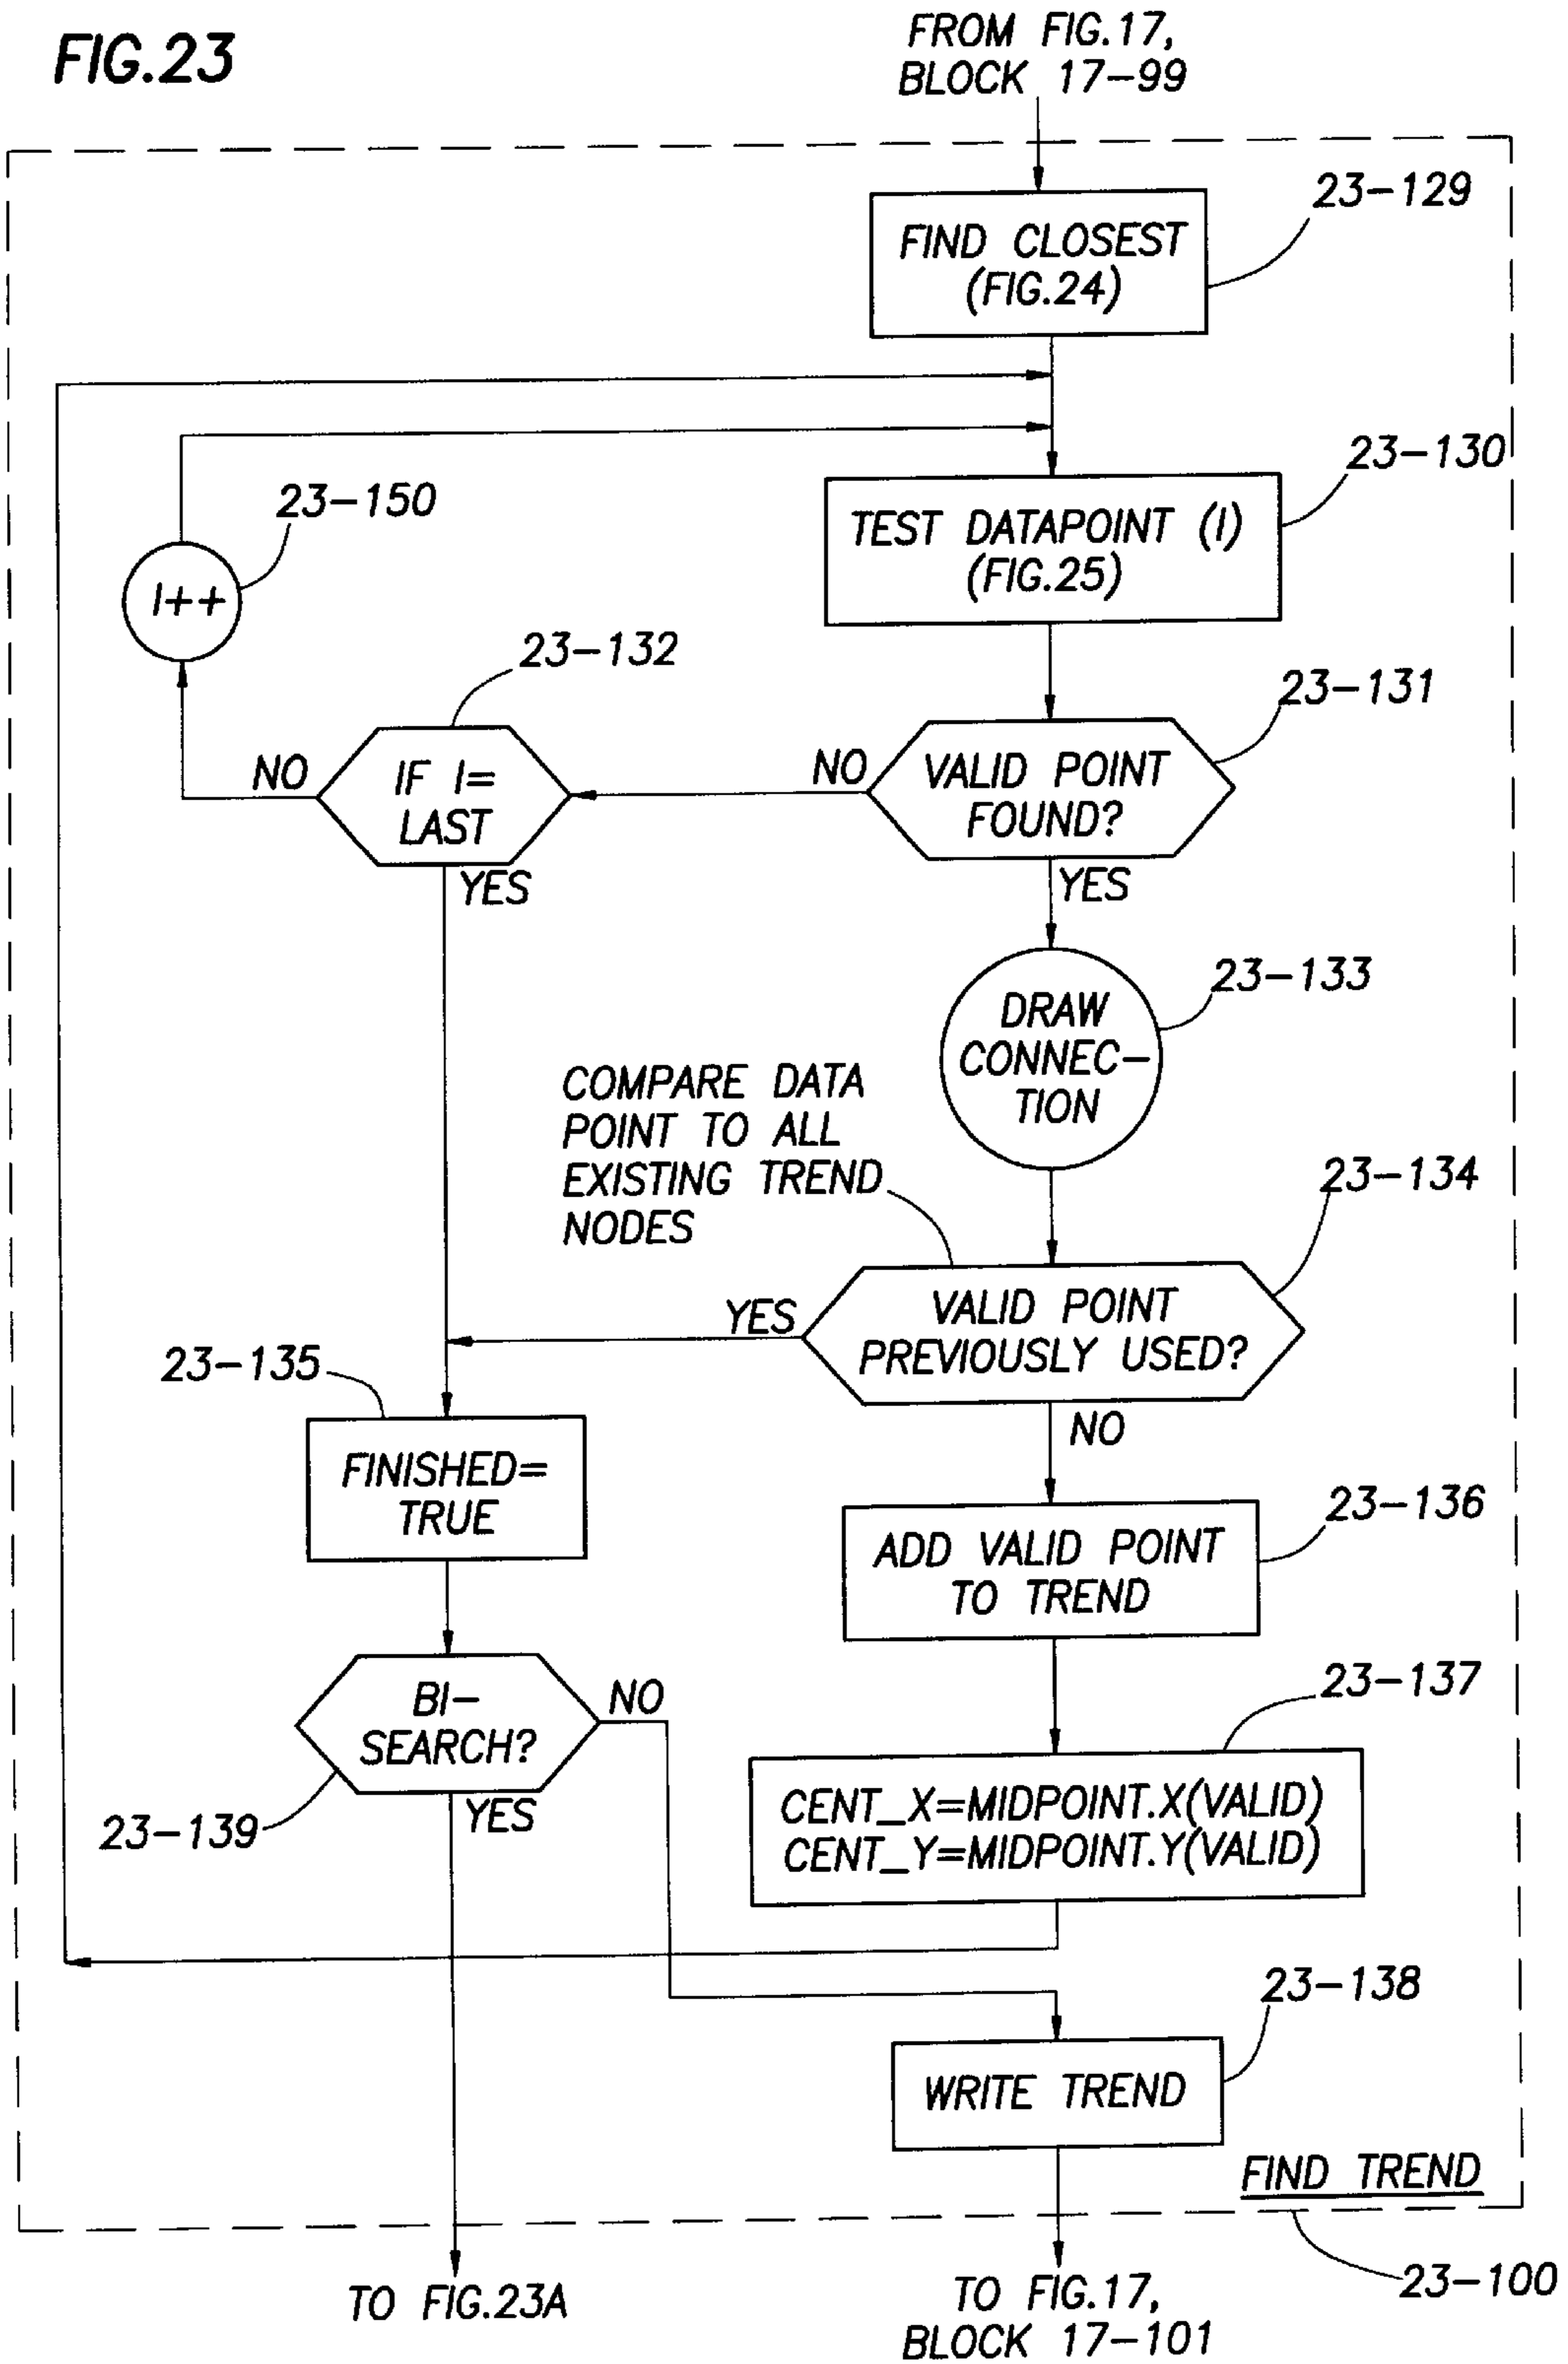 FIG.23
FROM FIG.17,
BLOCK 17-99
23-129
FIND CLOSEST
(FIG.24)
23-130
TEST DATAPOINT (I)
(FIG.25)
23-150
I++
23-132
23-131
NO
IF I=
LAST
NO
VALID POINT
FOUND?
YES
YES
23-133
DRAW
CONNEC-
TION
COMPARE DATA
POINT TO ALL
EXISTING TREND
NODES
23-134
YES
VALID POINT
PREVIOUSLY USED?
23-135
NO
FINISHED=
TRUE
23-136
ADD VALID POINT
TO TREND
BI-
SEARCH?
NO
23-137
YES
23-139
CENT_X=MIDPOINT.X(VALID)
CENT_Y=MIDPOINT.Y(VALID)
23-138
WRITE TREND
FIND TREND
23-100
TO FIG.23A
TO FIG.17,
BLOCK 17-101